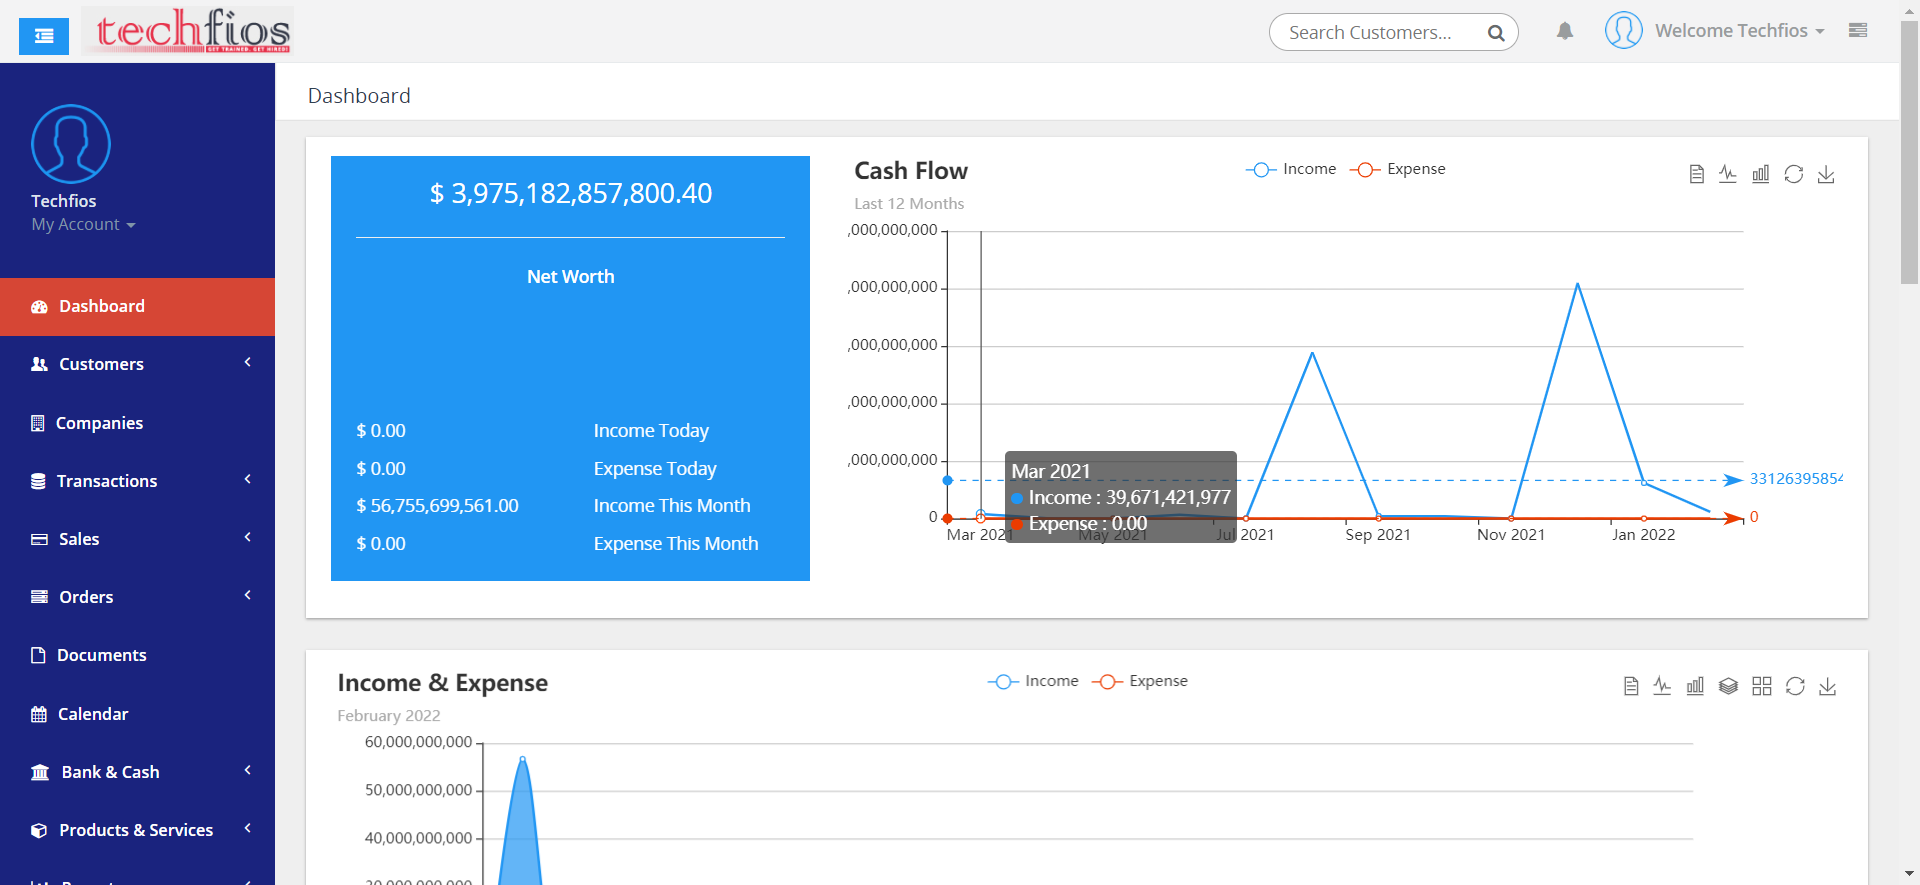 techfios
GET TRAINED. GET HIRED!
Search Customers...
Welcome Techfios
Techfios
My Account
Dashboard
Customers
Companies
Transactions
Sales
Orders
Documents
Calendar
Bank & Cash
Products & Services
Dashboard
$ 3,975,182,857,800.40
Net Worth
$ 0.00 Income Today
$ 0.00 Expense Today
$ 56,755,699,561.00 Income This Month
$ 0.00 Expense This Month
Cash Flow
Last 12 Months
Income Expense
,000,000,000
,000,000,000
,000,000,000
,000,000,000
,000,000,000
0
33126395854
0
Mar 2021
Income : 39,671,421,977
Expense : 0.00
Mar 2021 May 2021 Jul 2021 Sep 2021 Nov 2021 Jan 2022
Income & Expense
February 2022
Income Expense
60,000,000,000
50,000,000,000
40,000,000,000